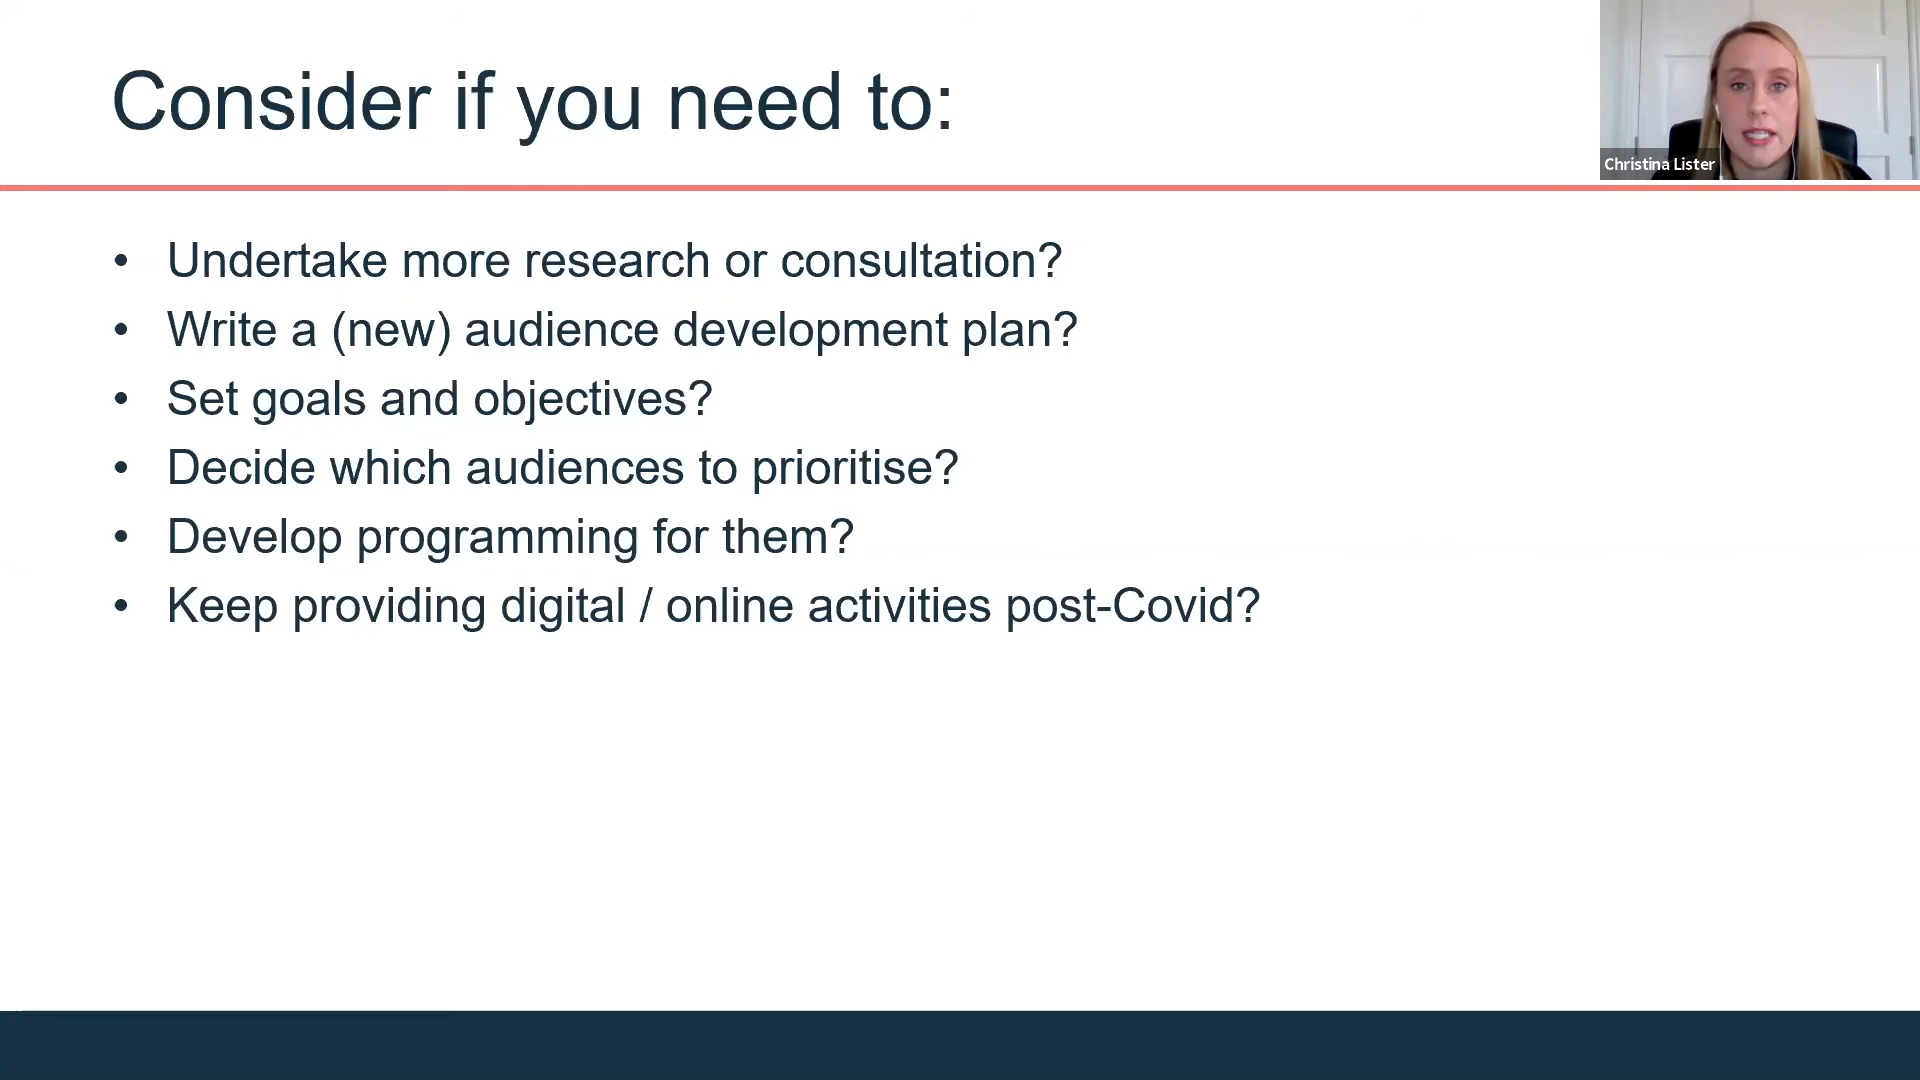 Consider if you need to:
Christina Lister
• Undertake more research or consultation?
• Write a (new) audience development plan?
• Set goals and objectives?
• Decide which audiences to prioritise?
• Develop programming for them?
• Keep providing digital / online activities post-Covid?